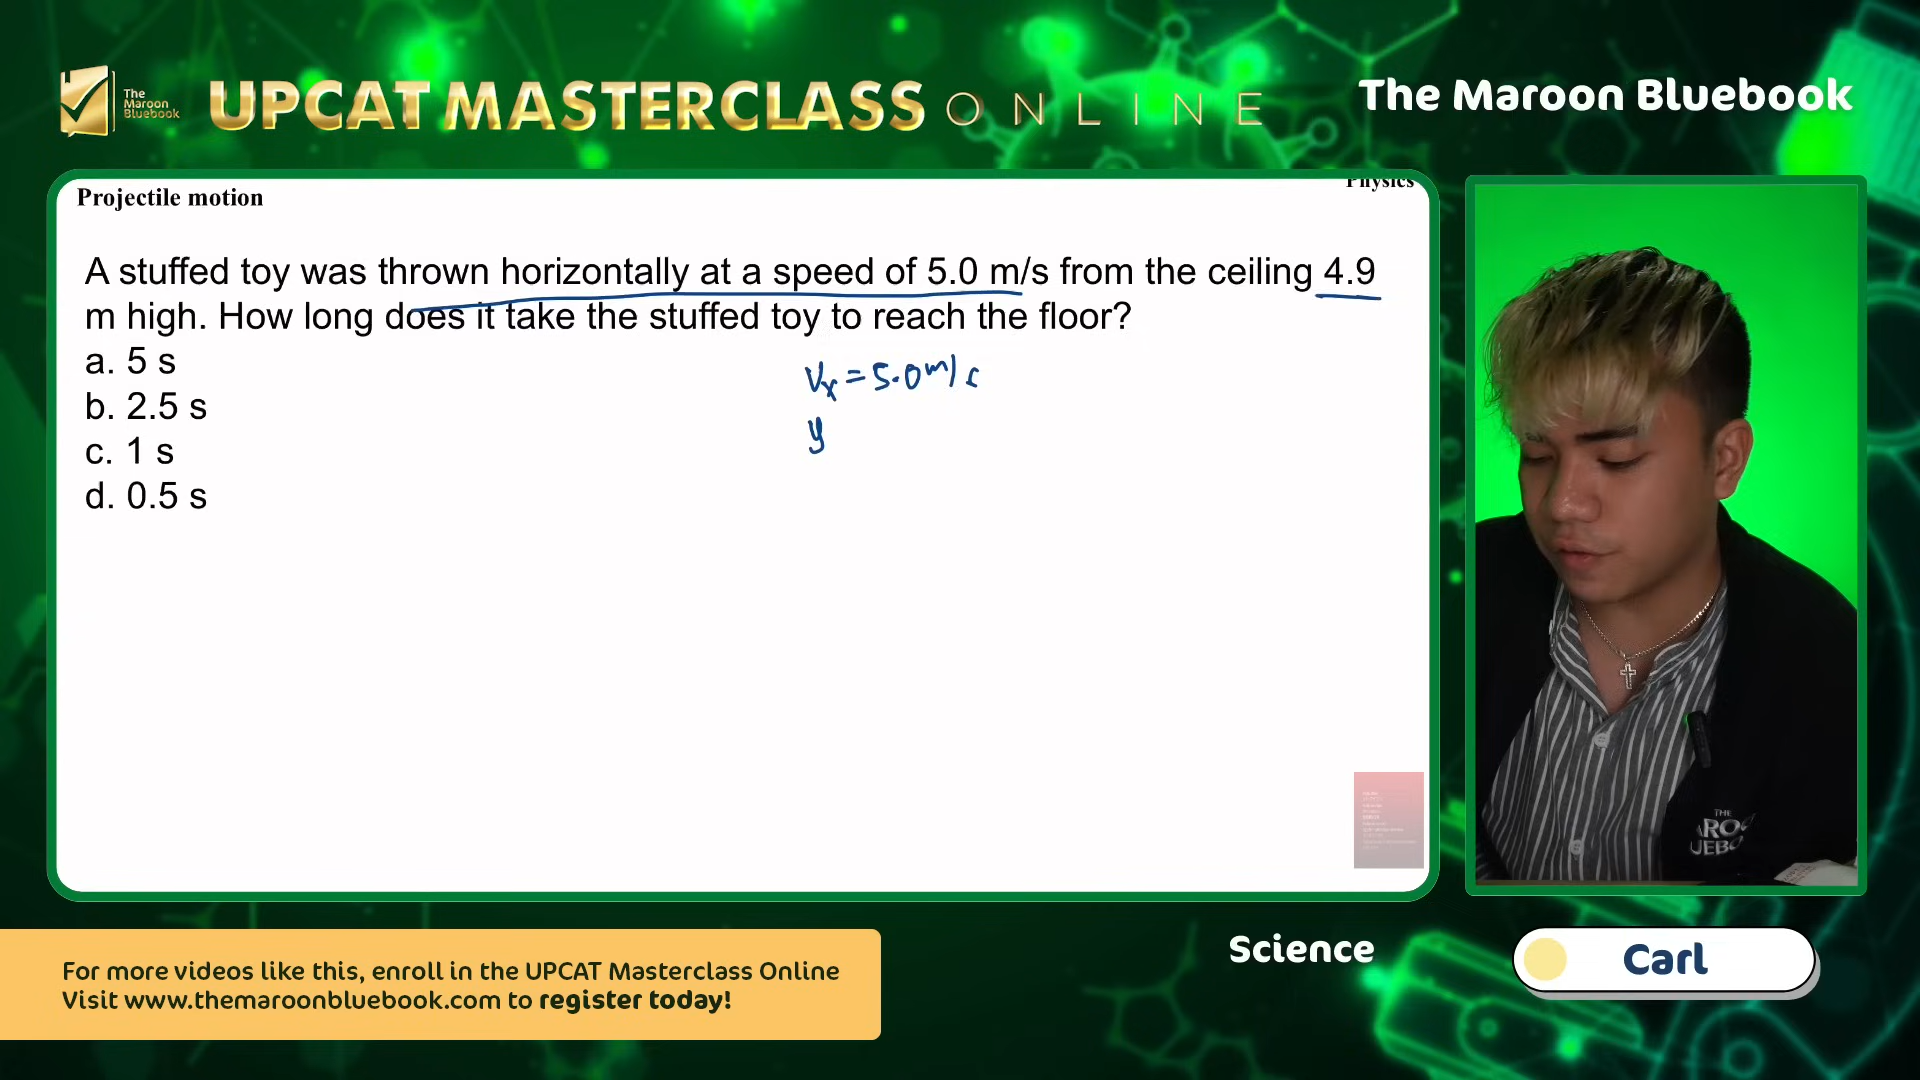 The
Maroon
Bluebook
UPCAT MASTERCLASS ONLINE
The Maroon Bluebook
Projectile motion
Physics
A stuffed toy was thrown horizontally at a speed of 5.0 m/s from the ceiling 4.9
m high. How long does it take the stuffed toy to reach the floor?
a. 5 s
b. 2.5 s
c. 1 s
d. 0.5 s
Vx = 5.0 m/s
y
THE
For more videos like this, enroll in the UPCAT Masterclass Online
Visit www.themaroonbluebook.com to register today!
Science
Carl